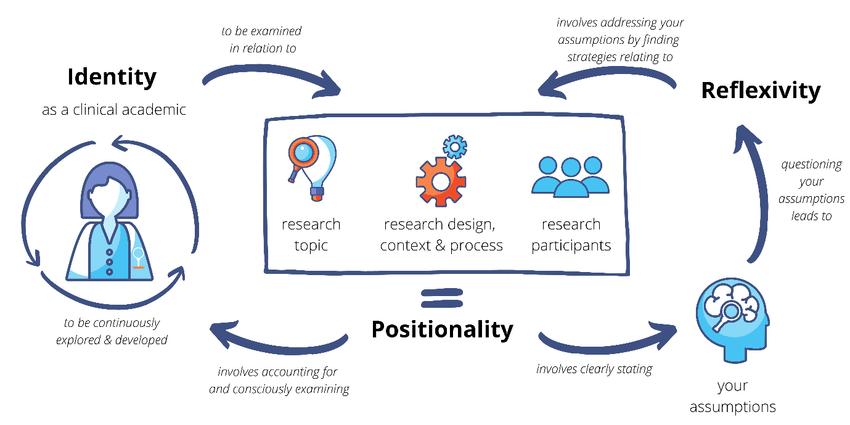 to be examined
in relation to
involves addressing your
assumptions by finding
strategies relating to
Identity
as a clinical academic
Reflexivity
research
topic
research design,
context & process
research
participants
questioning
your
assumptions
leads to
to be continuously
explored & developed
=
Positionality
involves accounting for
and consciously examining
involves clearly stating
your
assumptions